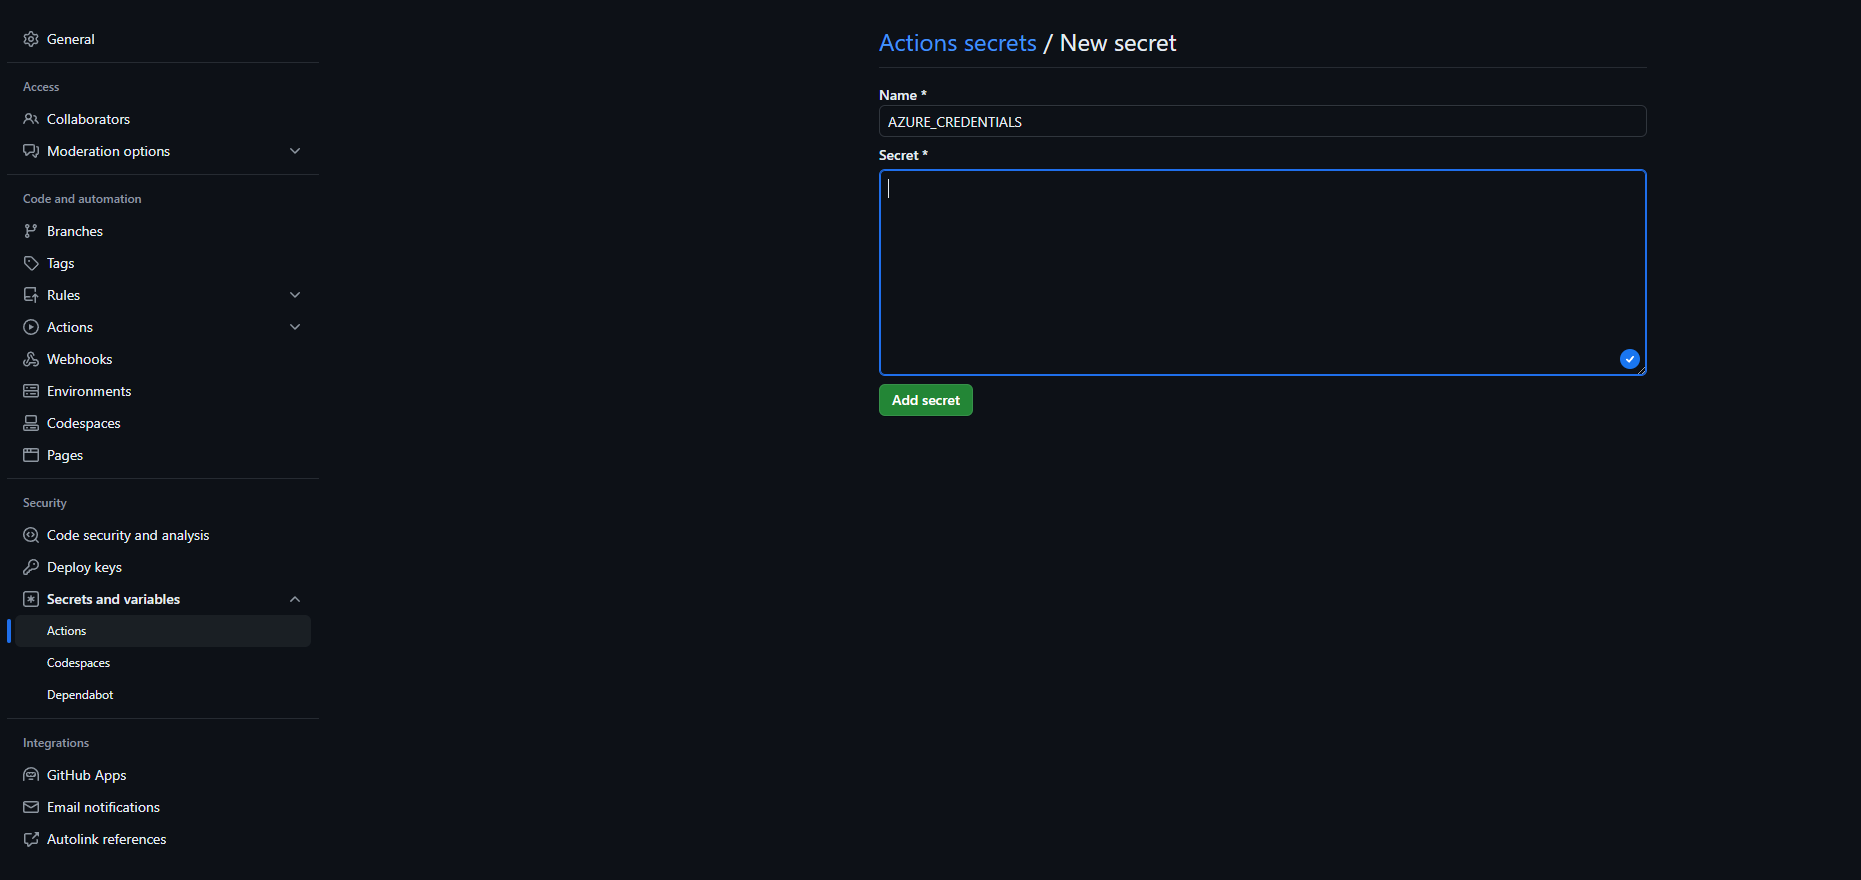 General
Access
Collaborators
Moderation options
Code and automation
Branches
Tags
Rules
Actions
Webhooks
Environments
Codespaces
Pages
Security
Code security and analysis
Deploy keys
Secrets and variables
Actions
Codespaces
Dependabot
Integrations
GitHub Apps
Email notifications
Autolink references
Actions secrets / New secret
Name *
AZURE_CREDENTIALS
Secret *
Add secret